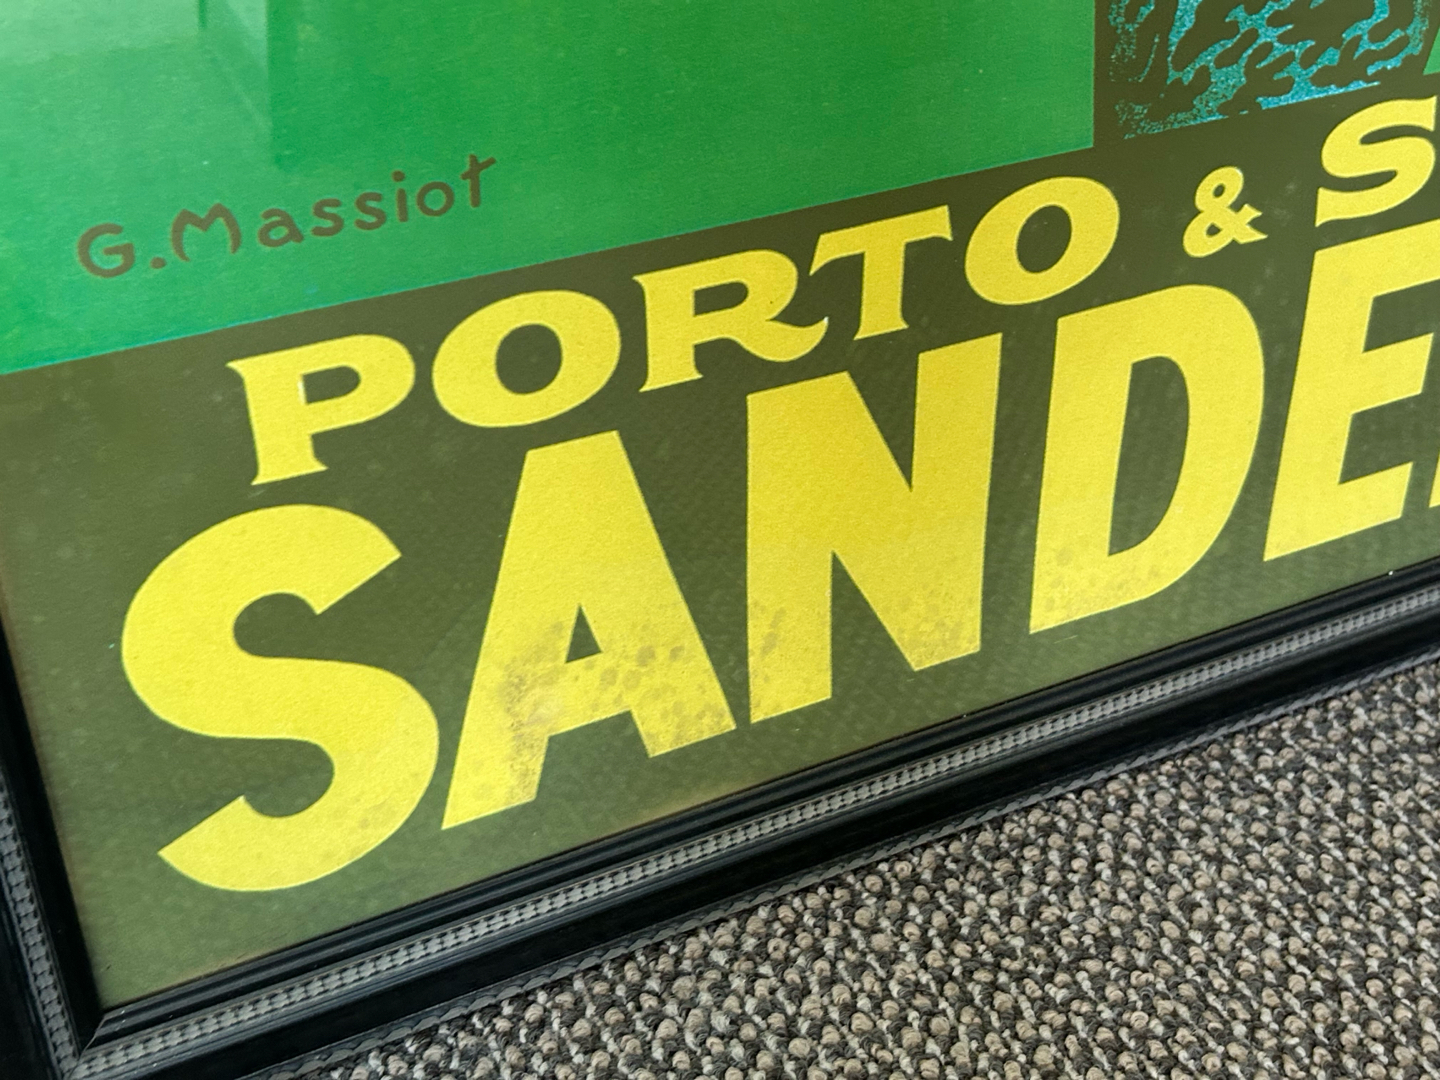 G. Massiot
PORTO & S
SANDE